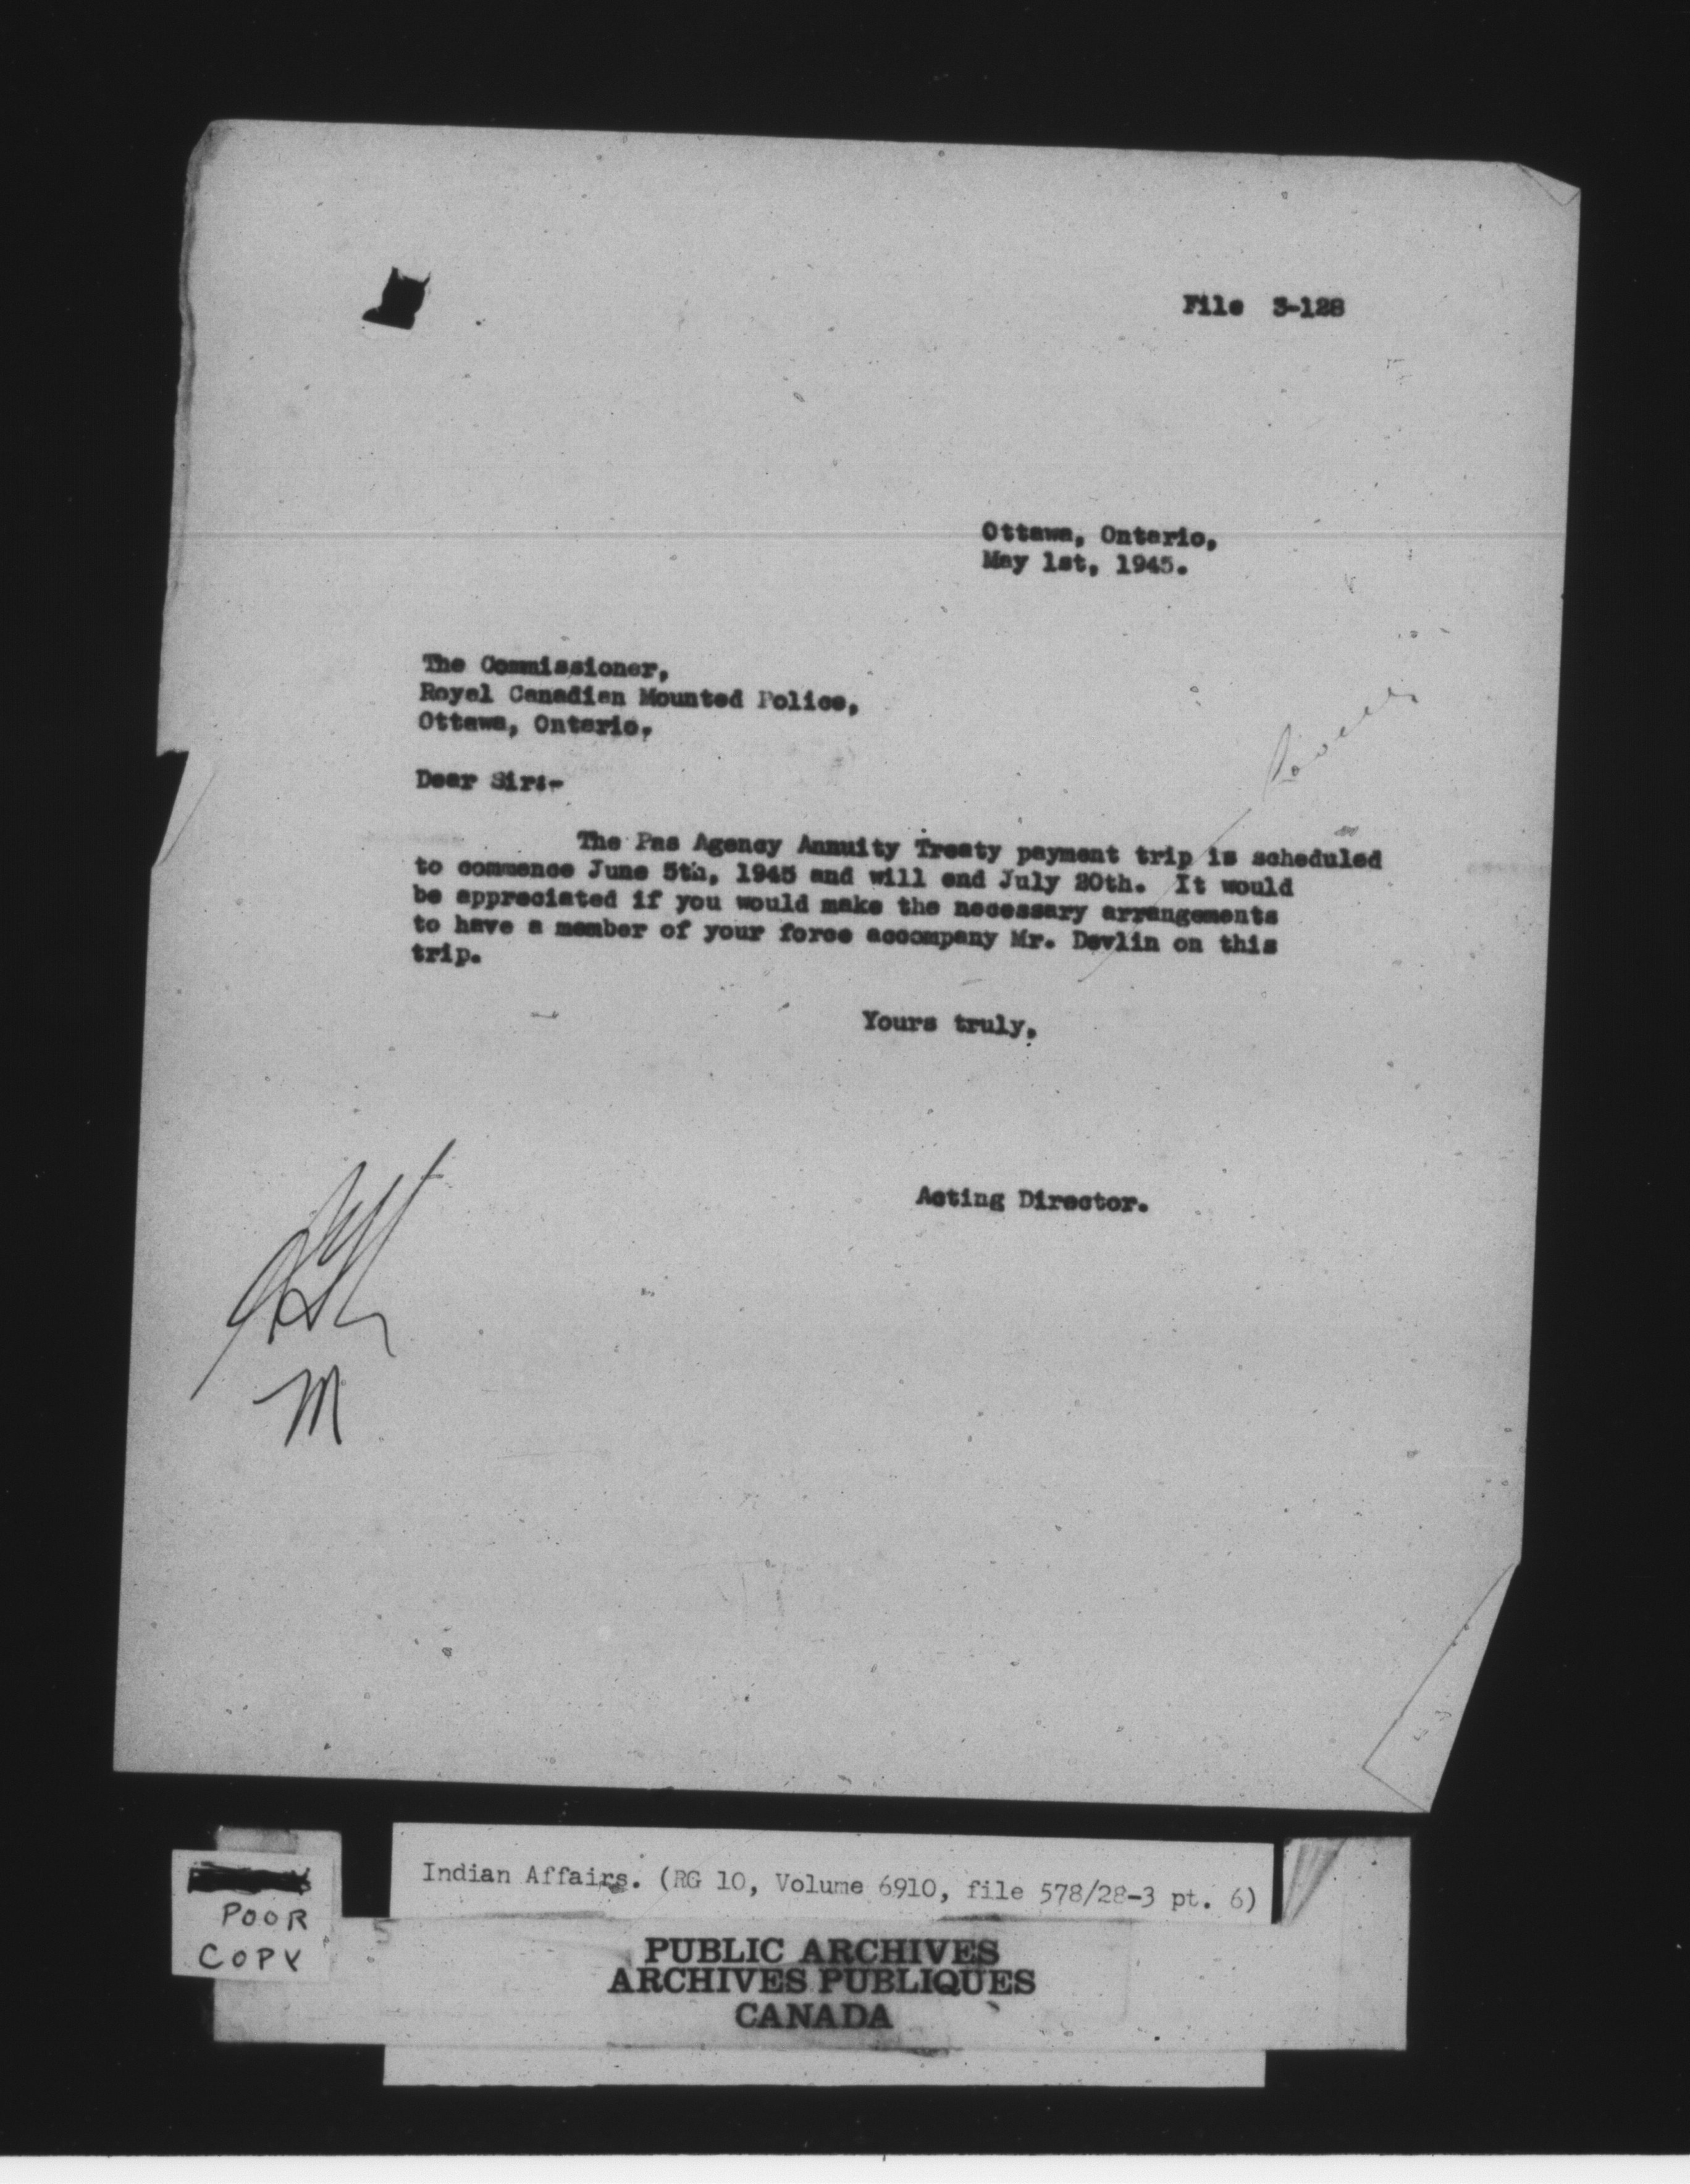 File 3-128
Ottawa, Ontario,
May 1st, 1945.
The Commissioner,
Royal Canadian Mounted Police,
Ottawa, Ontario.
Dear Sir:-
The Pas Agency Annuity Treaty payment trip is scheduled
to commence June 5th, 1945 and will end July 20th. It would
be appreciated if you would make the necessary arrangements
to have a member of your force accompany Mr. Devlin on this
trip.
Yours truly,
Acting Director.
M
Indian Affairs. (RG 10, Volume 6910, file 578/28-3 pt. 6)
POOR
COPY
PUBLIC ARCHIVES
ARCHIVES PUBLIQUES
CANADA